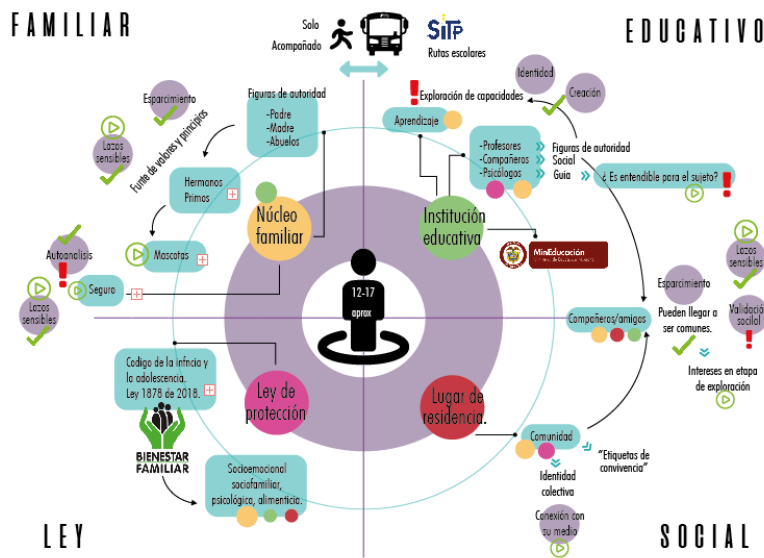 FAMILIAR
EDUCATIVO
Solo
Acompañado
SiTP
Rutas escolares
Esparcimiento
Lazos
sensibles
Funte de valores y principios
Figuras de autoridad
-Padre
-Madre
-Abuelos
Hermanos
Primos
Mascotas
Autoanalisis
Seguro
Lazos
sensibles
Núcleo
familiar
Identidad
Creación
Exploración de capacidades
Aprendizaje
-Profesores
-Compañeros
-Psicólogos
Figuras de autoridad
Social
Guia
¿ Es entendible para el sujeto?
Institución
educativa
MinEducación
12-17
aprox
Compañeros/amigos
Esparcimiento
Lazos
sensibles
Pueden llegar a
ser comunes.
Validación
socilal
Intereses en etapa
de exploración
Codigo de la infncia y
la adolescencia.
Ley 1878 de 2018.
BIENESTAR
FAMILIAR
Ley de
protección
Socioemocional
sociofamiliar,
psicológica, alimenticia.
Lugar de
residencia.
Comunidad
"Etiquetas de
convivencia"
Identidad
colectiva
Conexión con
su medio
LEY
SOCIAL